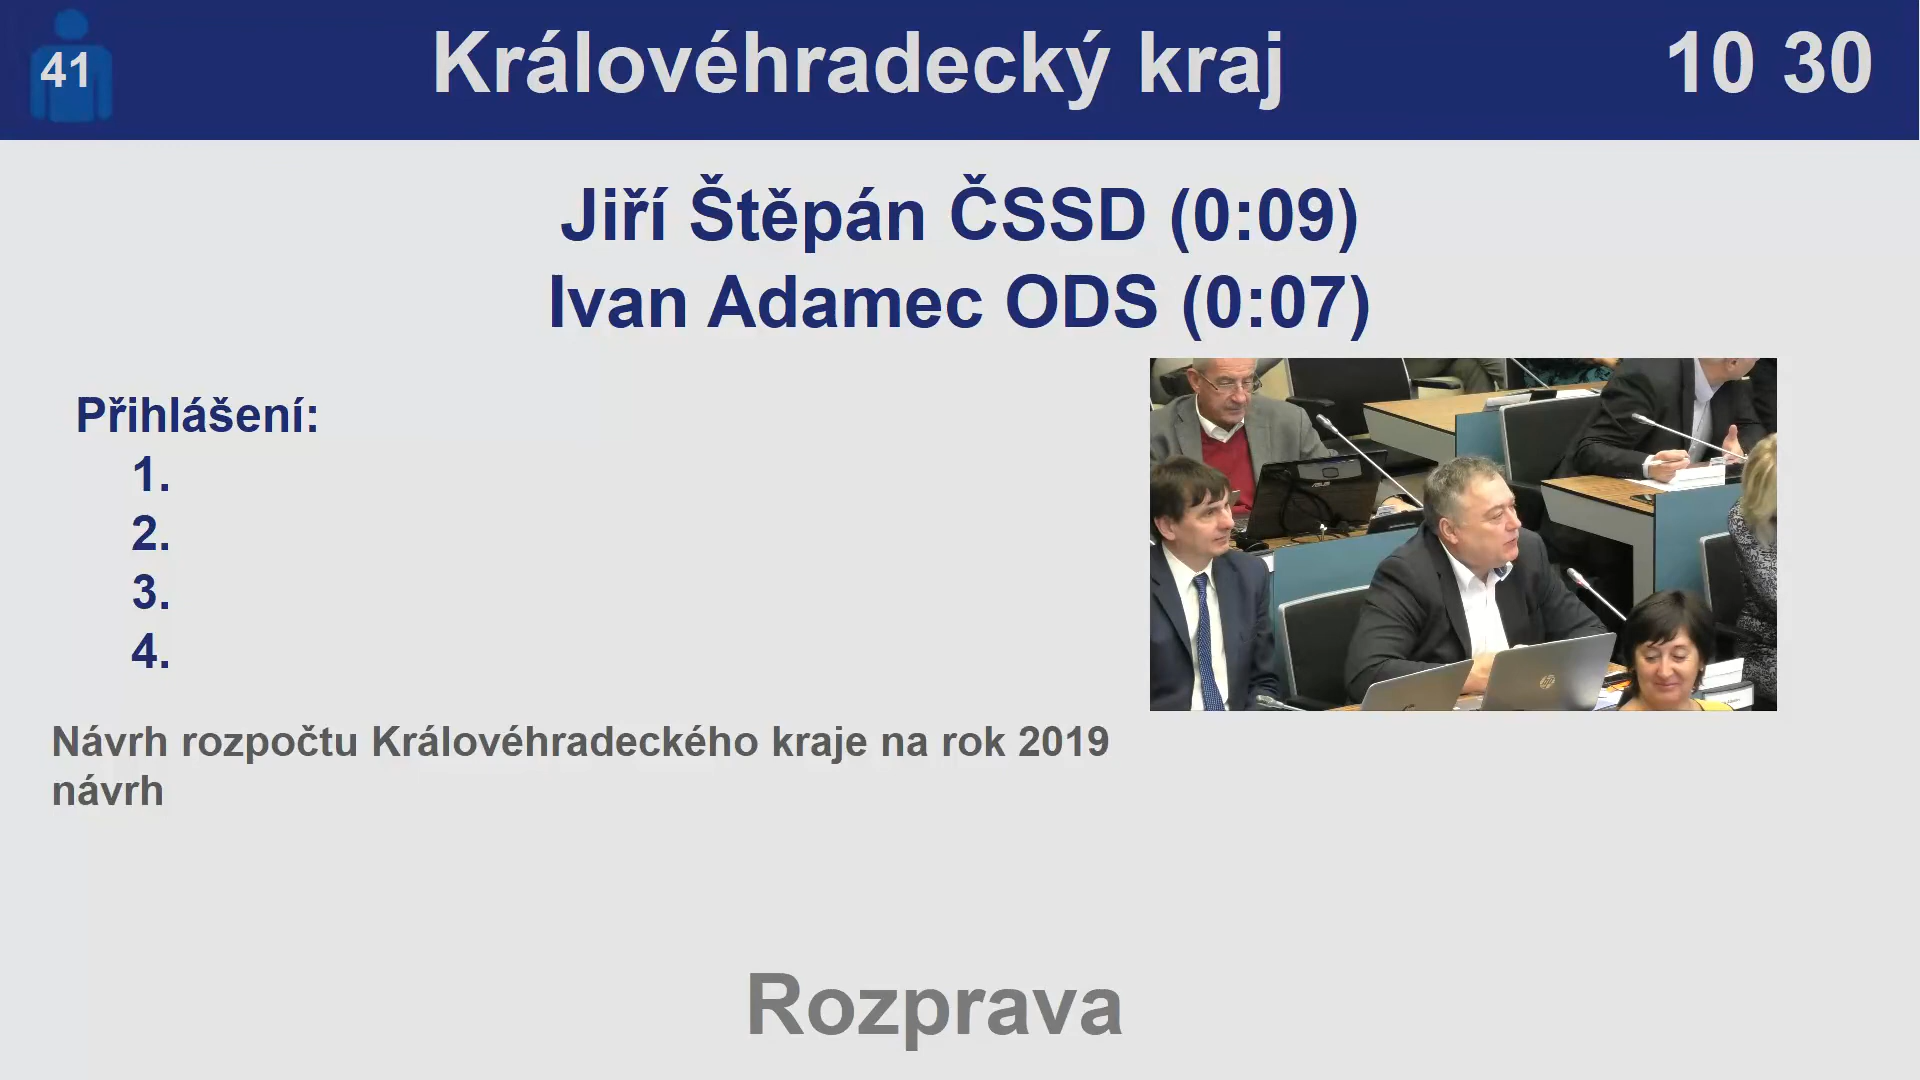 41
Královéhradecký kraj
10 30
Jiří Štěpán ČSSD (0:09)
Ivan Adamec ODS (0:07)
Přihlášení:
1.
2.
3.
4.
Návrh rozpočtu Královéhradeckého kraje na rok 2019
návrh
Rozprava